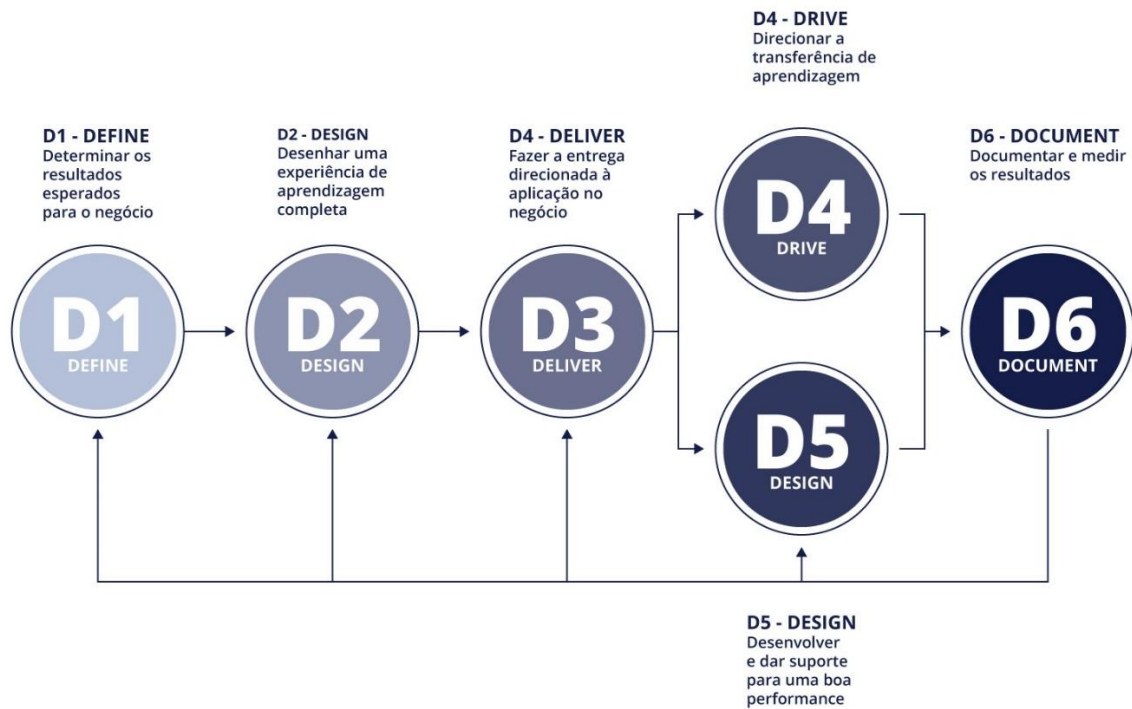 D4 - DRIVE
Direcionar a
transferência de
aprendizagem
D1 - DEFINE
Determinar os
resultados
esperados
para o negócio
D2 - DESIGN
Desenhar uma
experiência de
aprendizagem
completa
D4 - DELIVER
Fazer a entrega
direcionada à
aplicação no
negócio
D6 - DOCUMENT
Documentar e medir
os resultados
D1
DEFINE
D2
DESIGN
D3
DELIVER
D4
DRIVE
D5
DESIGN
D6
DOCUMENT
D5 - DESIGN
Desenvolver
e dar suporte
para uma boa
performance